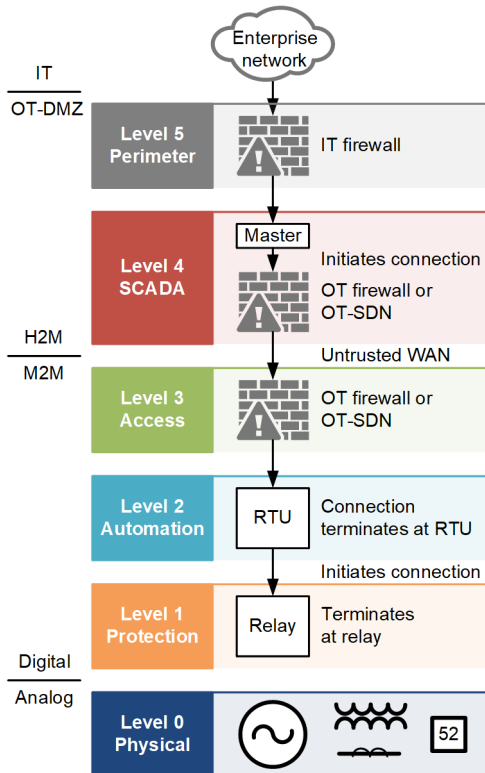 Enterprise
network
IT
OT-DMZ
Level 5
Perimeter
IT firewall
Level 4
SCADA
Master
Initiates connection
OT firewall or
OT-SDN
H2M
M2M
Untrusted WAN
Level 3
Access
OT firewall or
OT-SDN
Level 2
Automation
RTU
Connection
terminates at RTU
Initiates connection
Level 1
Protection
Relay
Terminates
at relay
Digital
Analog
Level 0
Physical
52